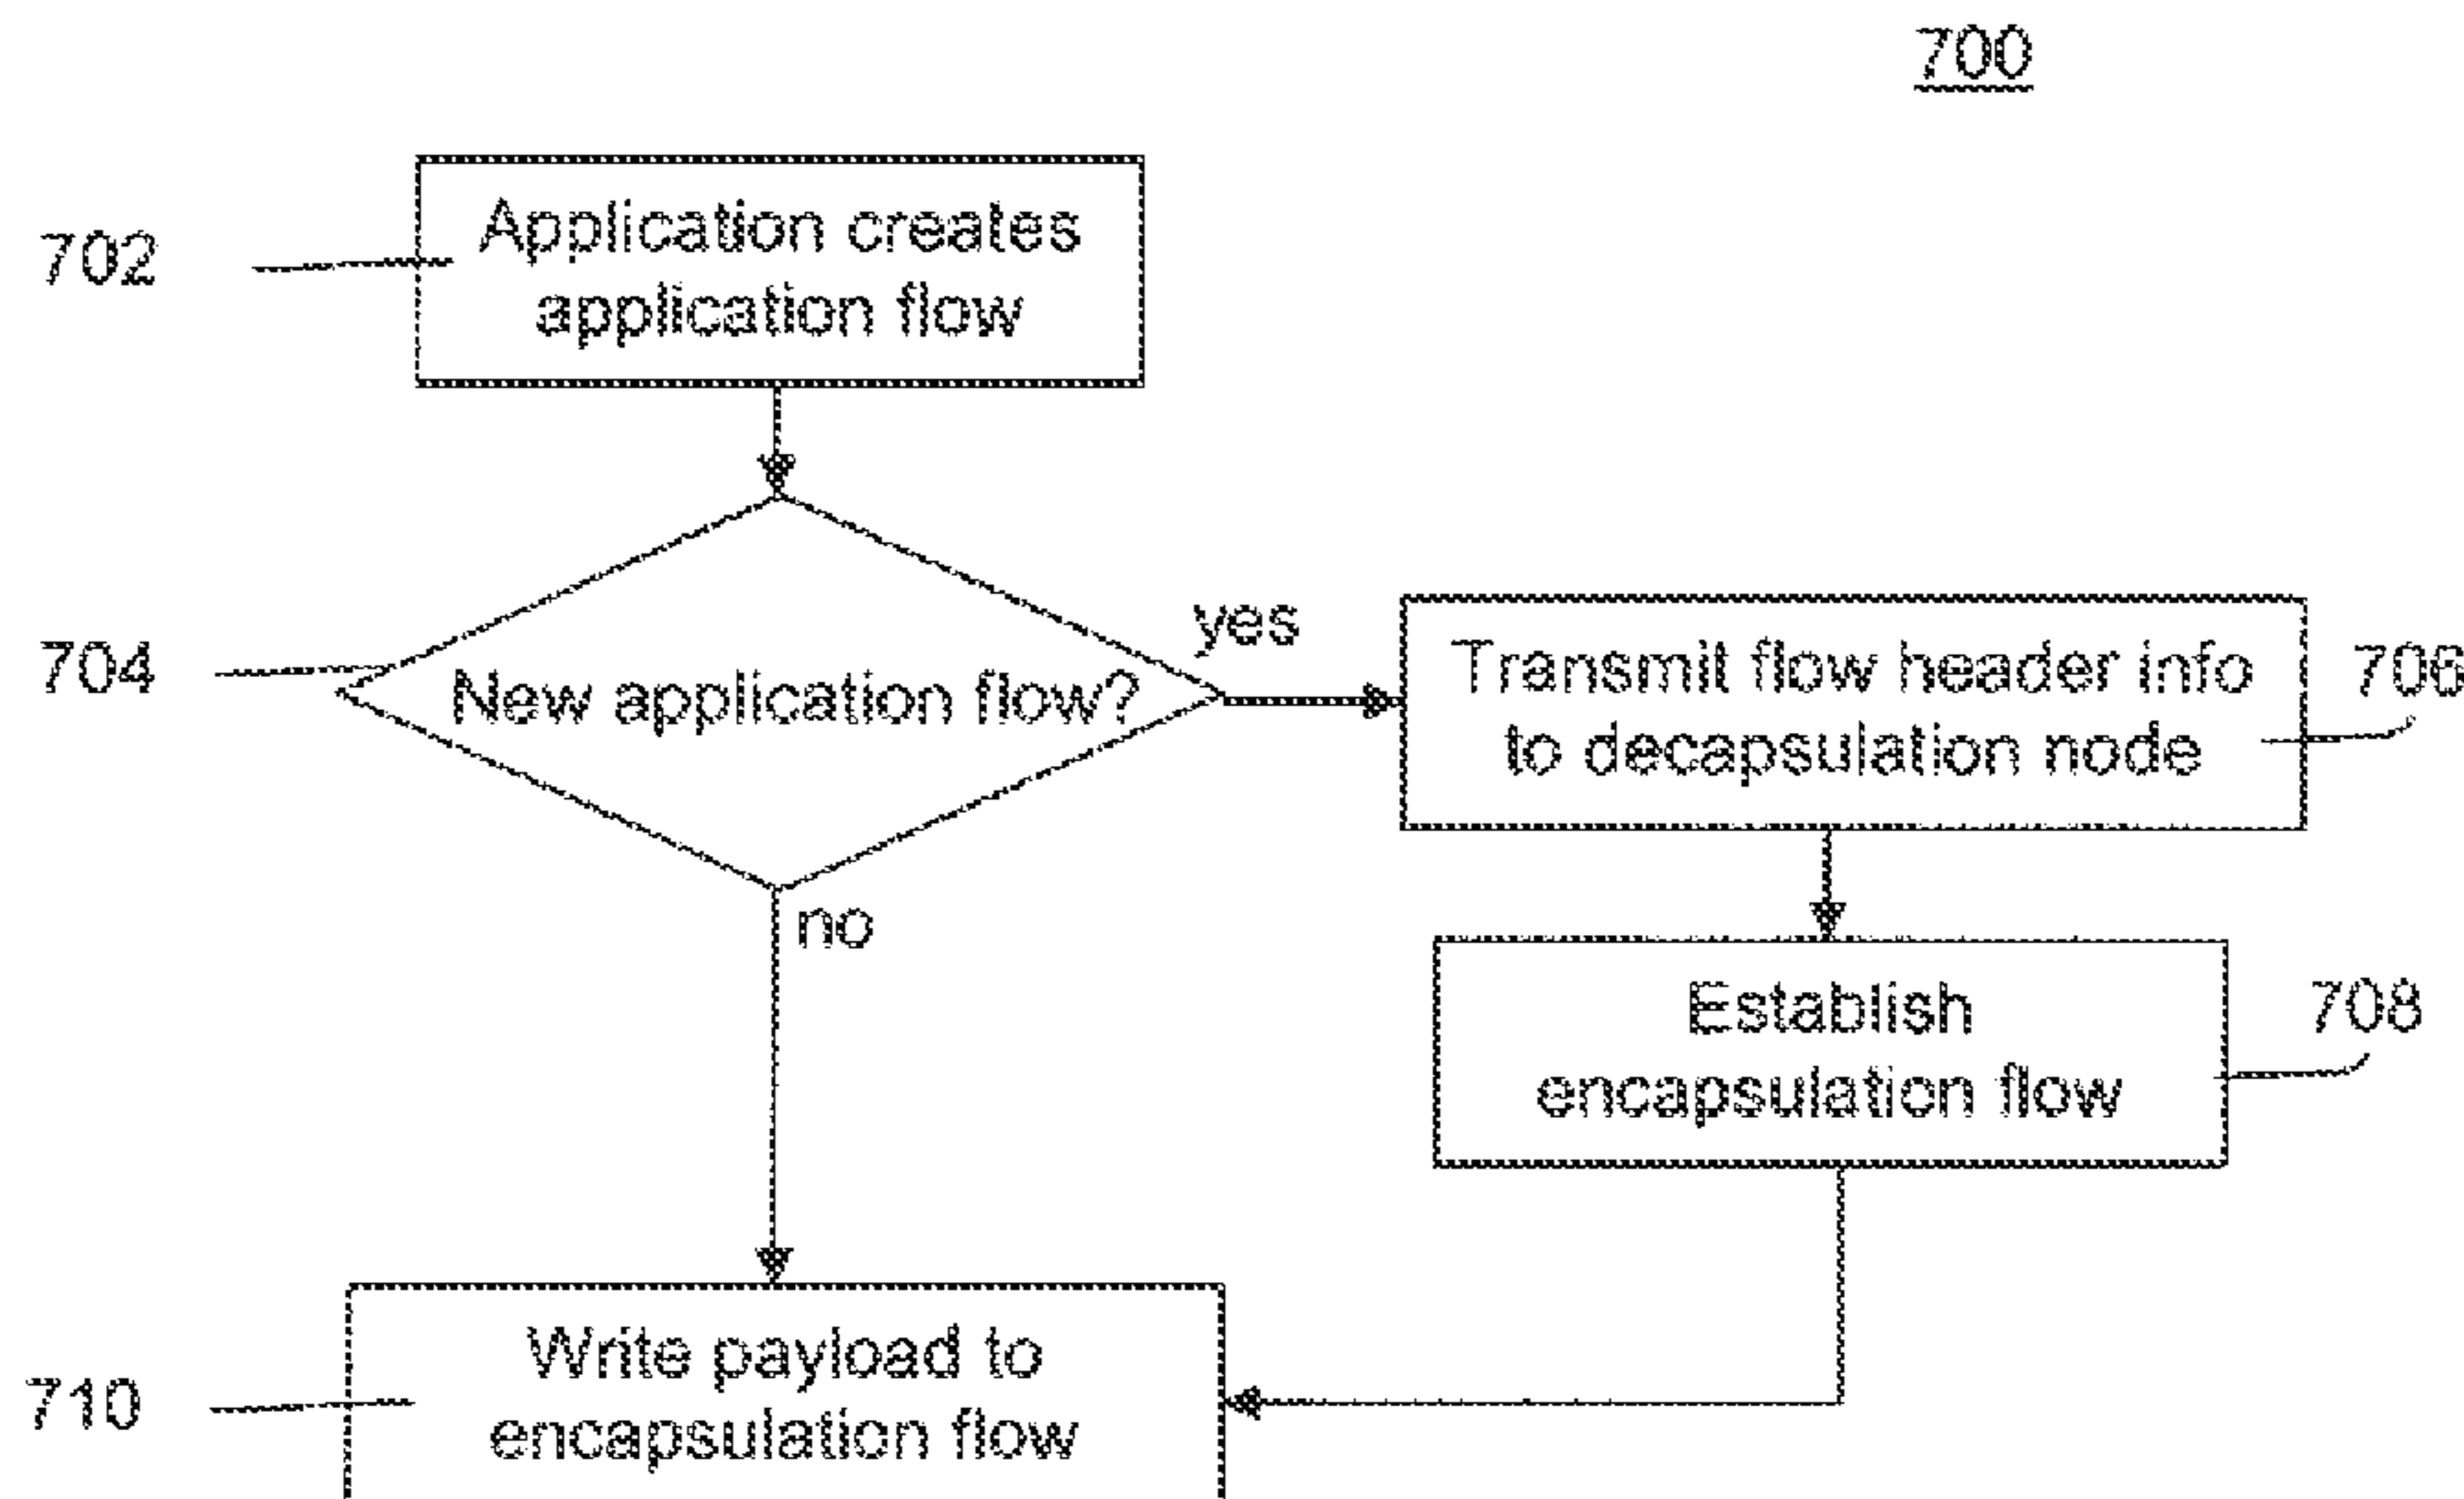 700
702
Application creates
application flow
704
New application flow?
yes
Transmit flow header info
to decapsulation node
706
no
Establish
encapsulation flow
708
710
Write payload to
encapsulation flow